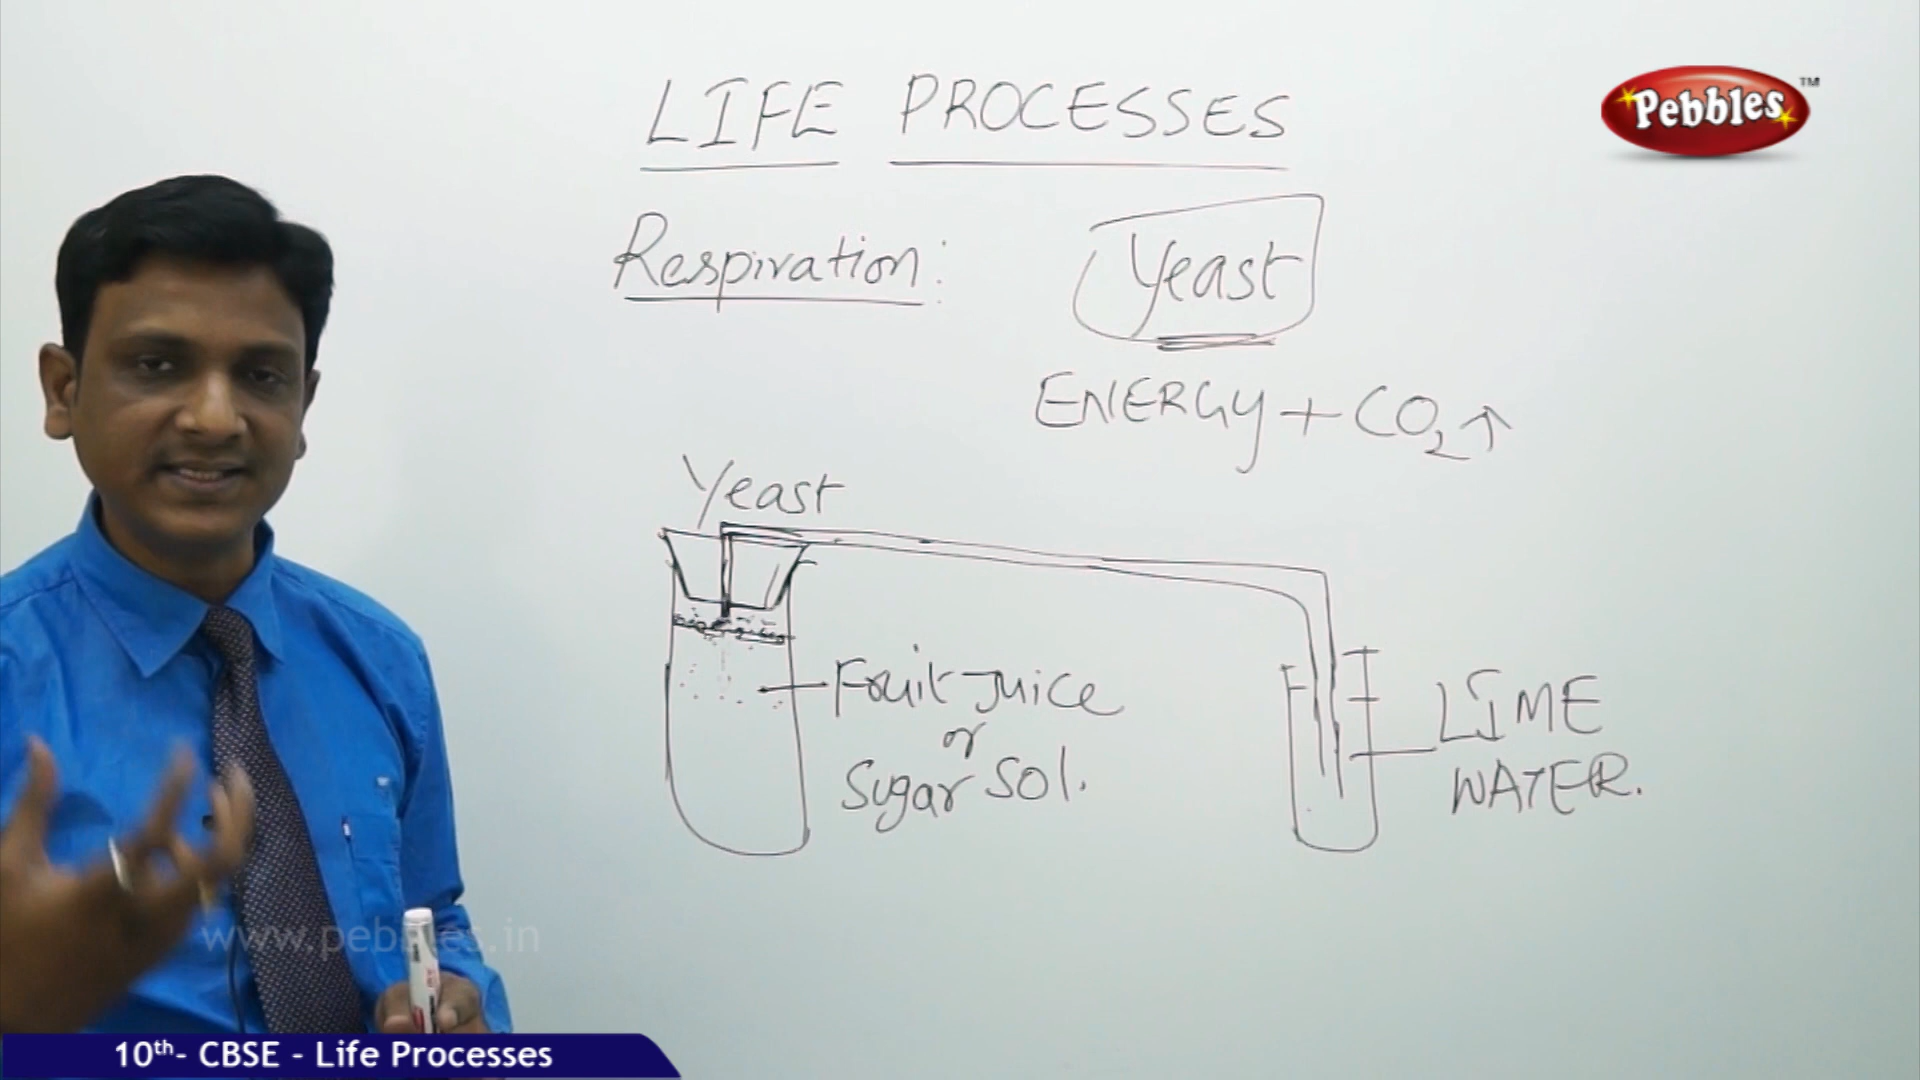 LIFE PROCESSES
Pebbles™
Respiration:
Yeast
ENERGY + CO₂↑
Yeast
Fruit Juice
or
Sugar Sol.
LIME
WATER.
www.pebbles.in
10th- CBSE - Life Processes